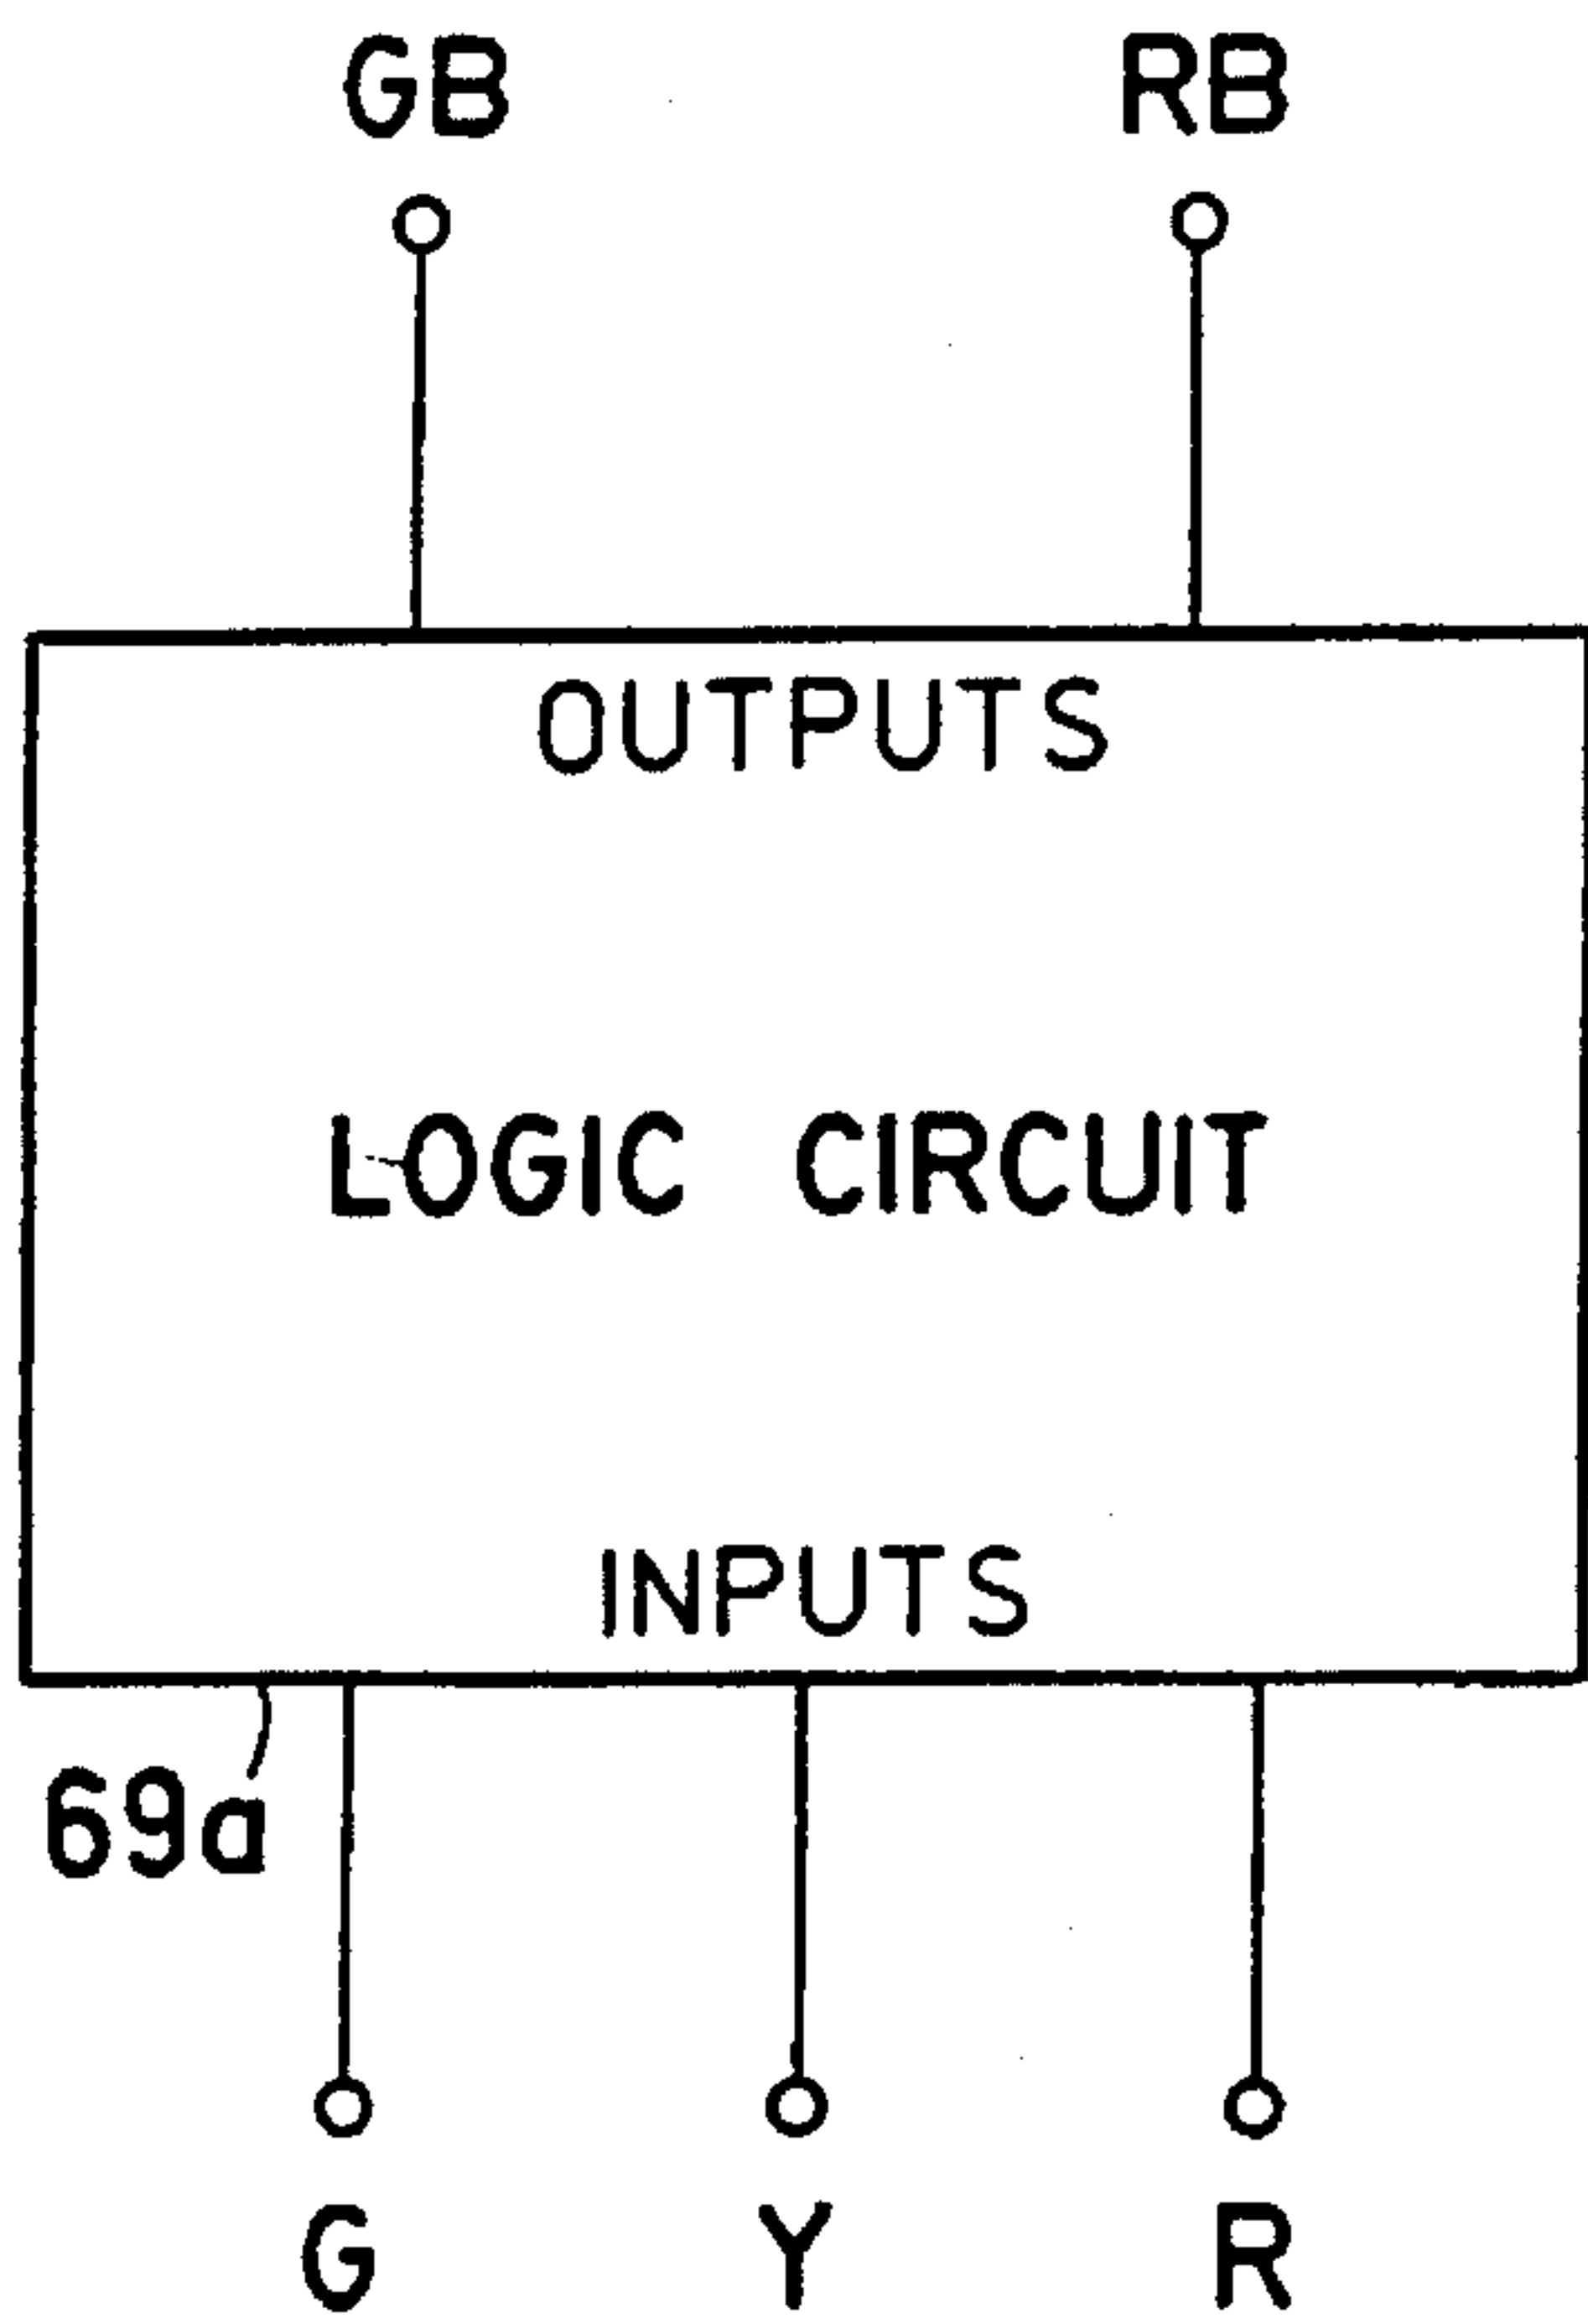 GB RB
OUTPUTS
LOGIC CIRCUIT
INPUTS
69a
G Y R